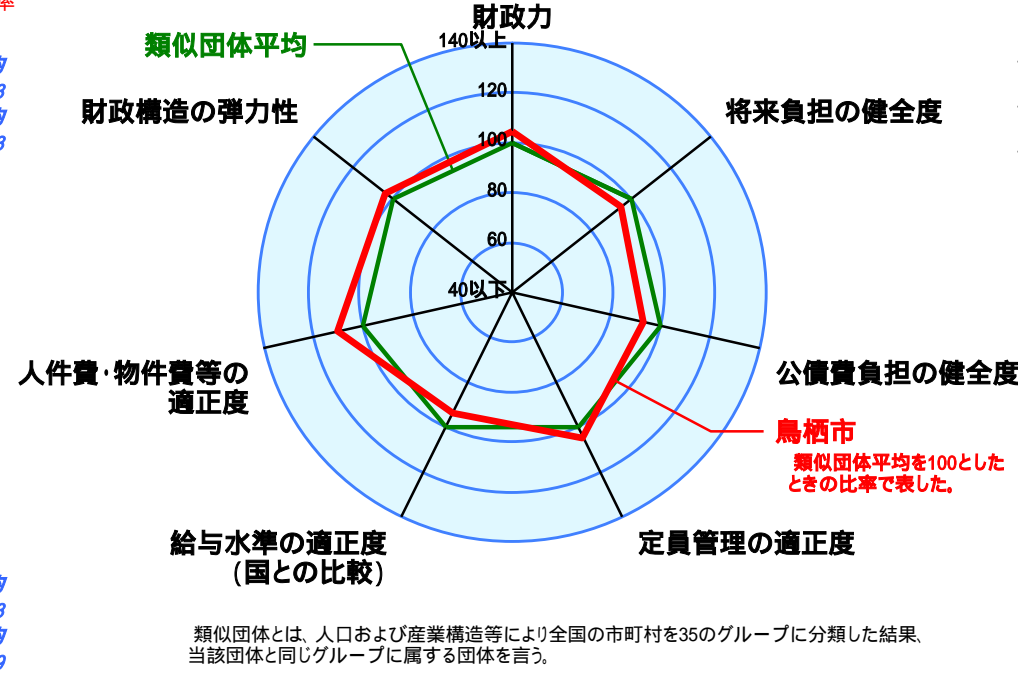 率
財政力
類似団体平均
140以上
120
100
80
60
40以下
財政構造の弾力性
将来負担の健全度
人件費・物件費等の
適正度
公債費負担の健全度
鳥栖市
類似団体平均を100とした
ときの比率で表した。
給与水準の適正度
(国との比較)
定員管理の適正度
類似団体とは、人口および産業構造等により全国の市町村を35のグループに分類した結果、
当該団体と同じグループに属する団体を言う。